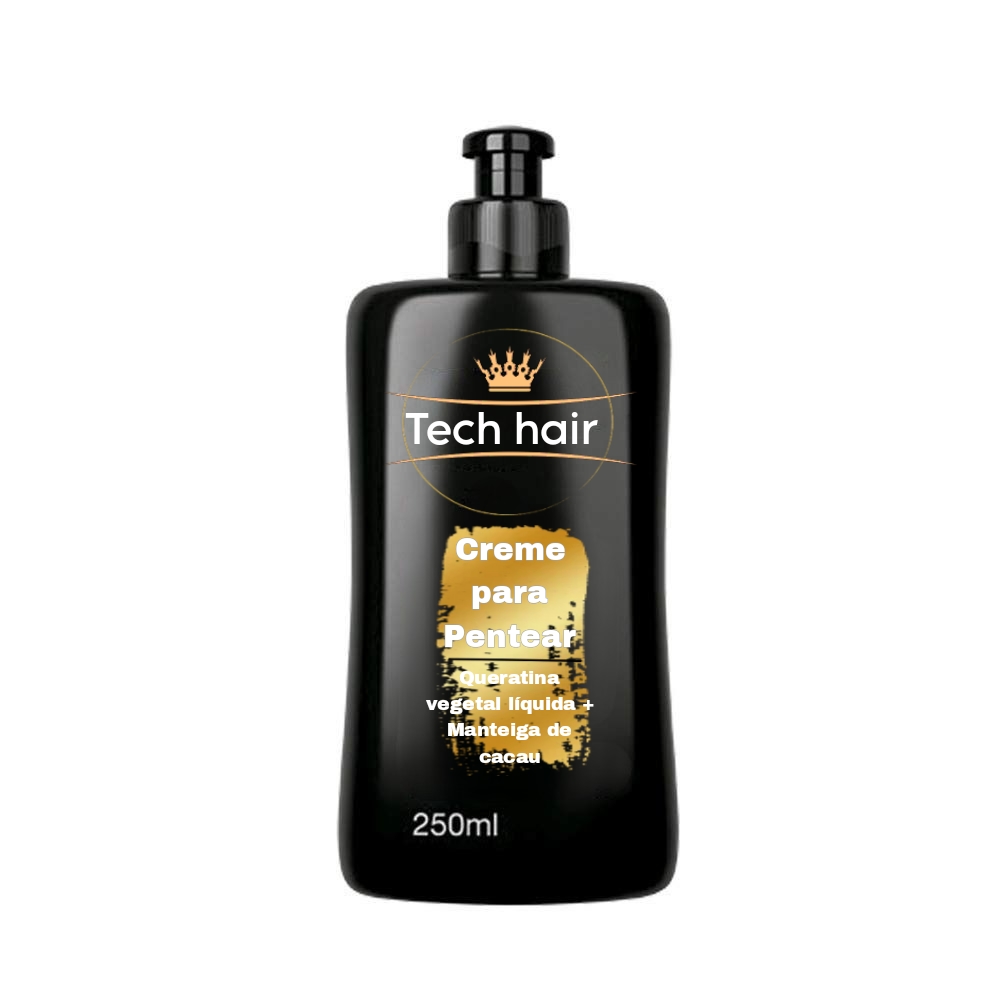 Tech hair
Creme
para
Pentear
Queratina
vegetal líquida +
Manteiga de
cacau
250ml